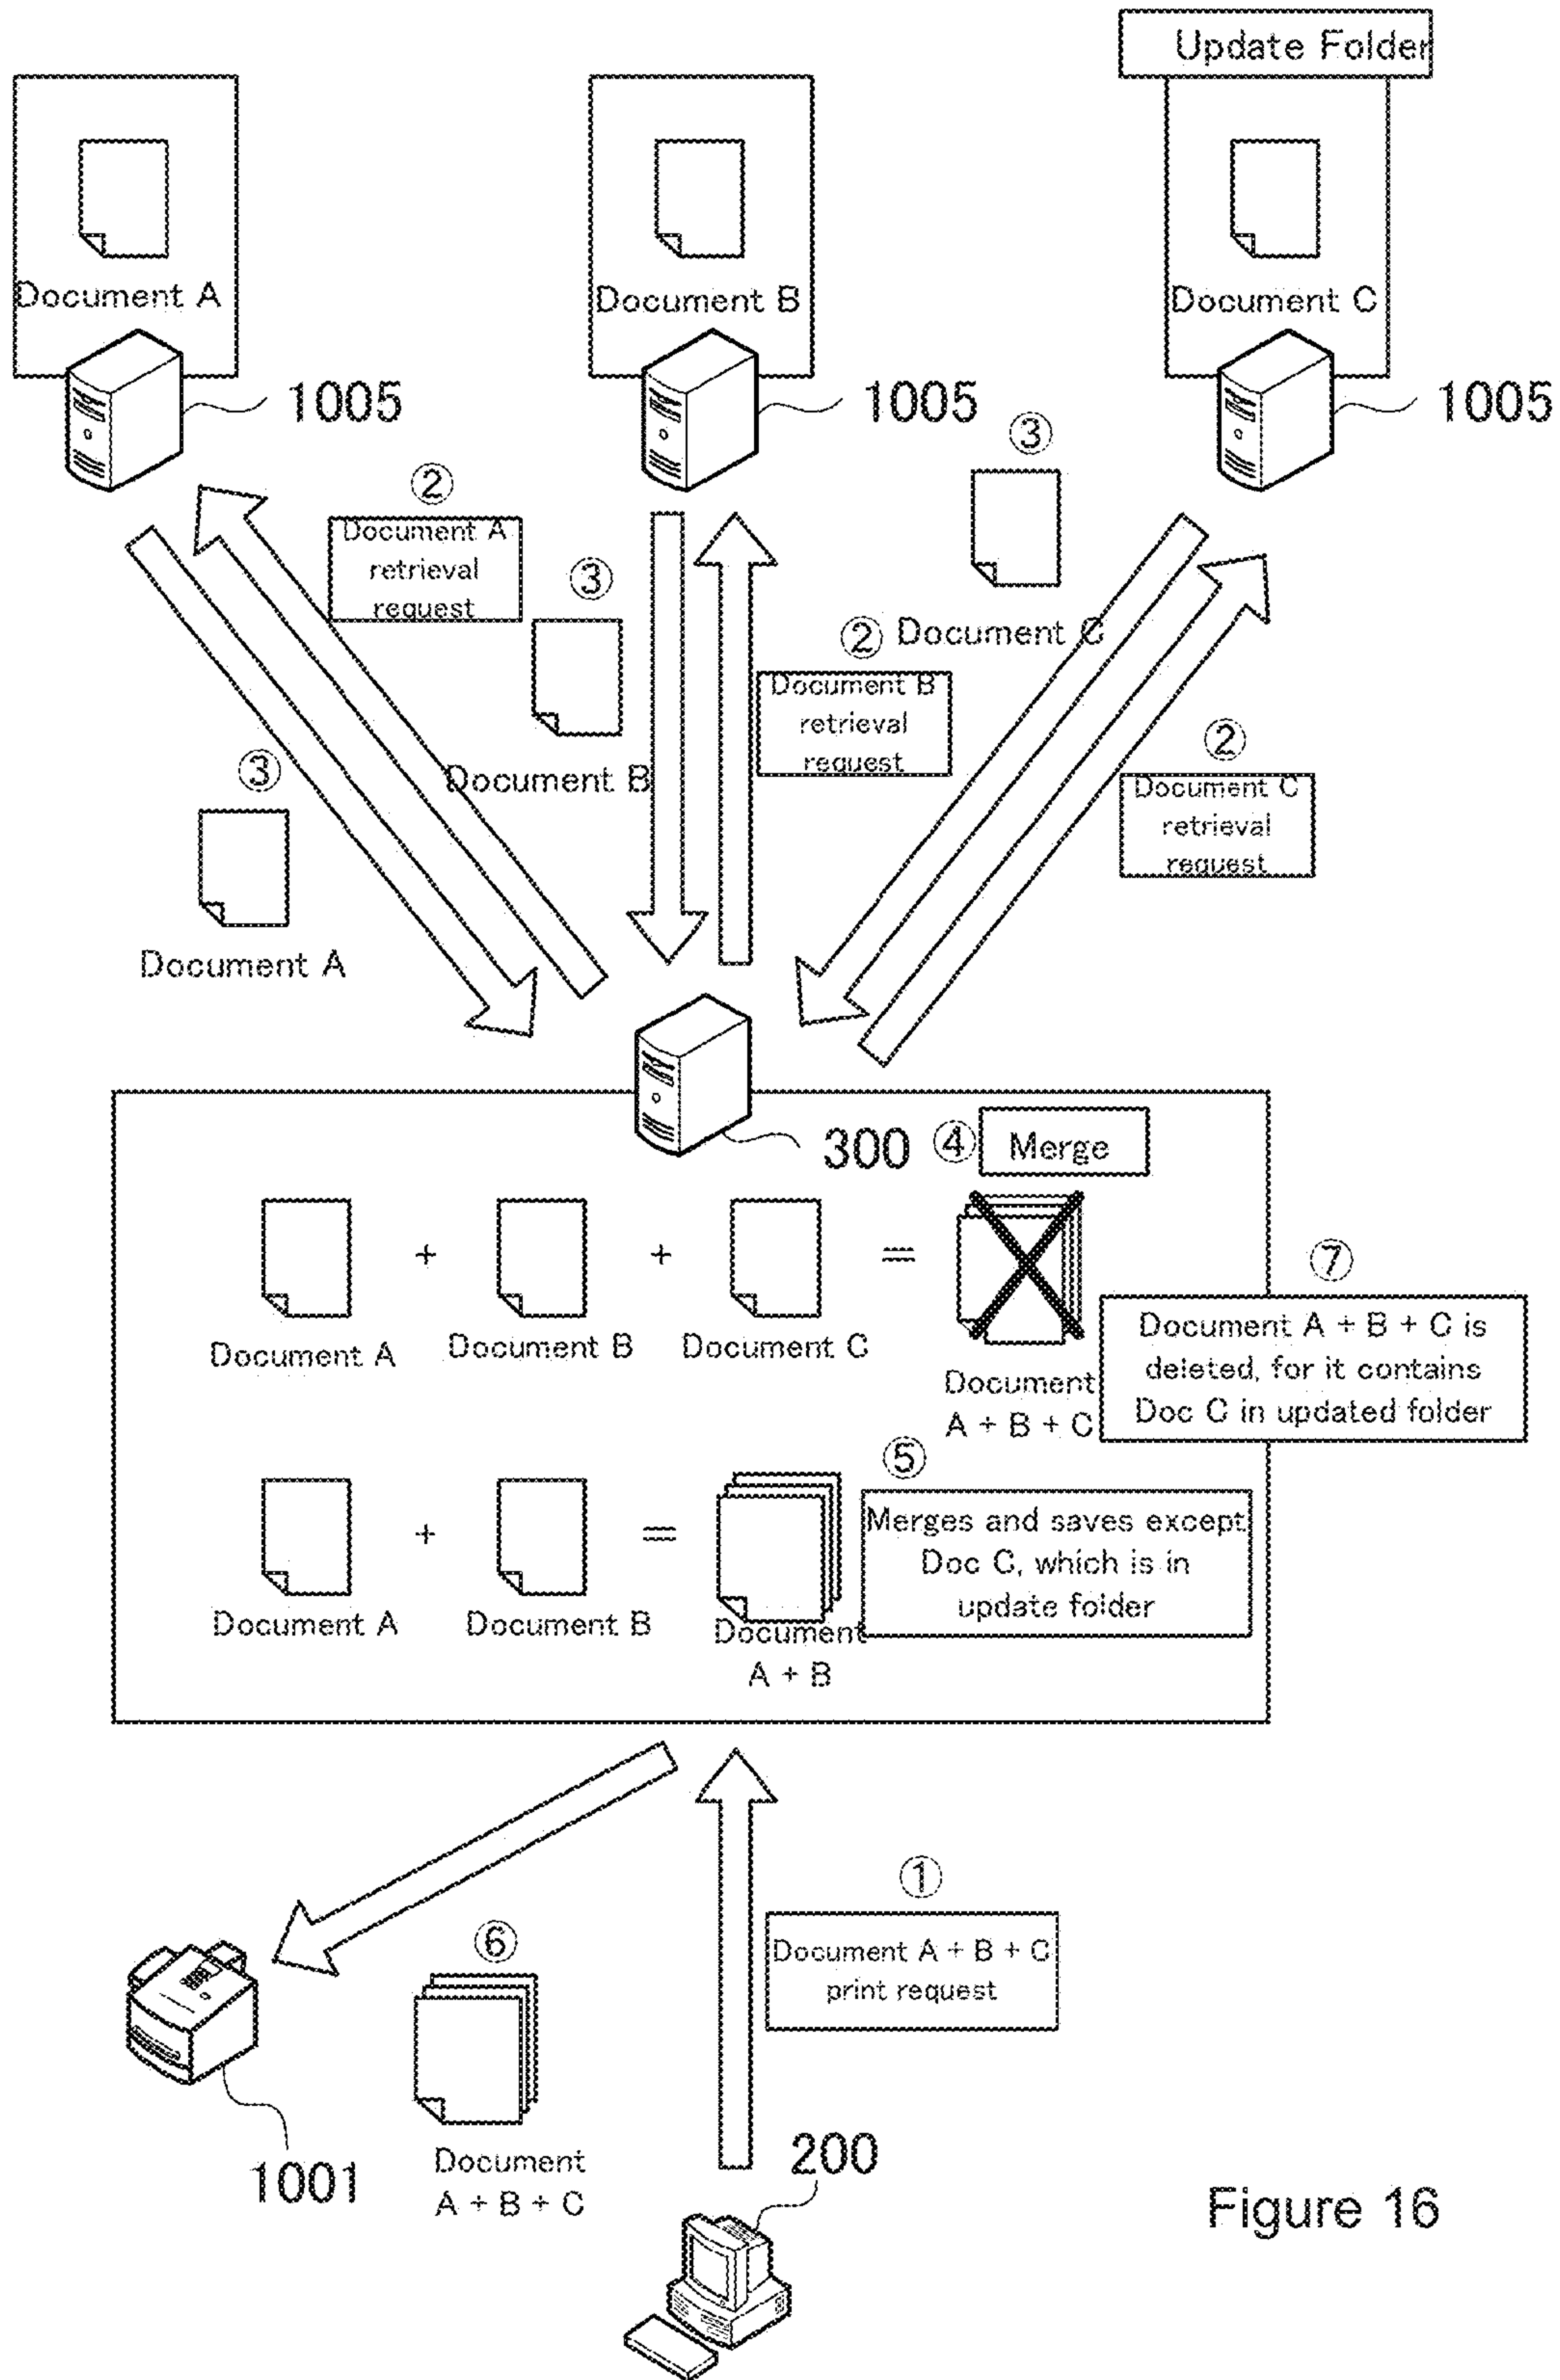 Update Folder
Document A
Document B
Document C
1005
1005
1005
②
Document A
retrieval
request
③
Document B
③
Document C
②
Document B
retrieval
request
②
Document C
retrieval
request
③
Document A
300
④
Merge
+
+
=
Document A
Document B
Document C
Document
A + B + C
⑦
Document A + B + C is
deleted, for it contains
Doc C in updated folder
⑤
Merges and saves except
Doc C, which is in
update folder
+
=
Document A
Document B
Document
A + B
①
Document A + B + C
print request
⑥
Document
A + B + C
1001
200
Figure 16